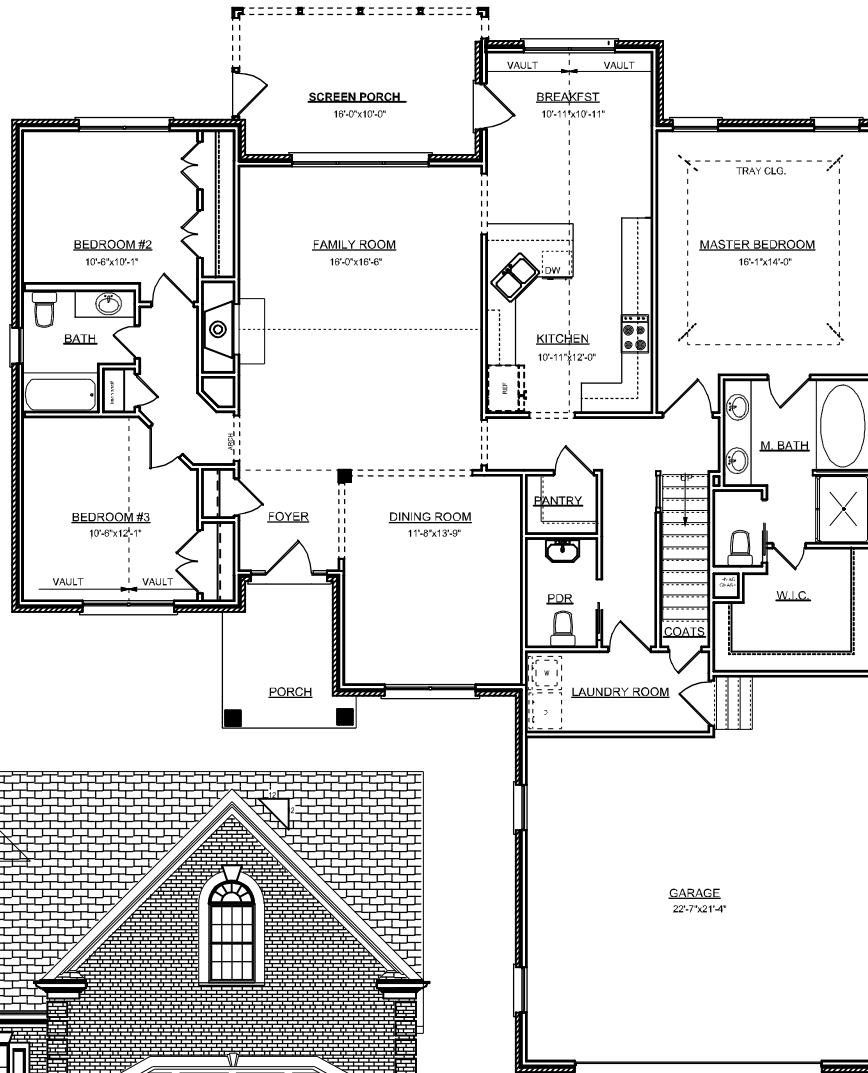 VAULT
VAULT
SCREEN PORCH
16'-0"x10'-0"
BREAKFST
10'-11"x10'-11"
TRAY CLG.
BEDROOM #2
10'-6"x10'-1"
FAMILY ROOM
16'-0"x16'-6"
MASTER BEDROOM
16'-1"x14'-0"
DW
BATH
KITCHEN
10'-11"x12'-0"
REF
ARCH
M. BATH
UP
PANTRY
BEDROOM #3
10'-6"x12'-1"
FOYER
DINING ROOM
11'-8"x13'-9"
VAULT
VAULT
PDR
W.I.C.
COATS
PORCH
W
LAUNDRY ROOM
D
12
GARAGE
22'-7"x21'-4"